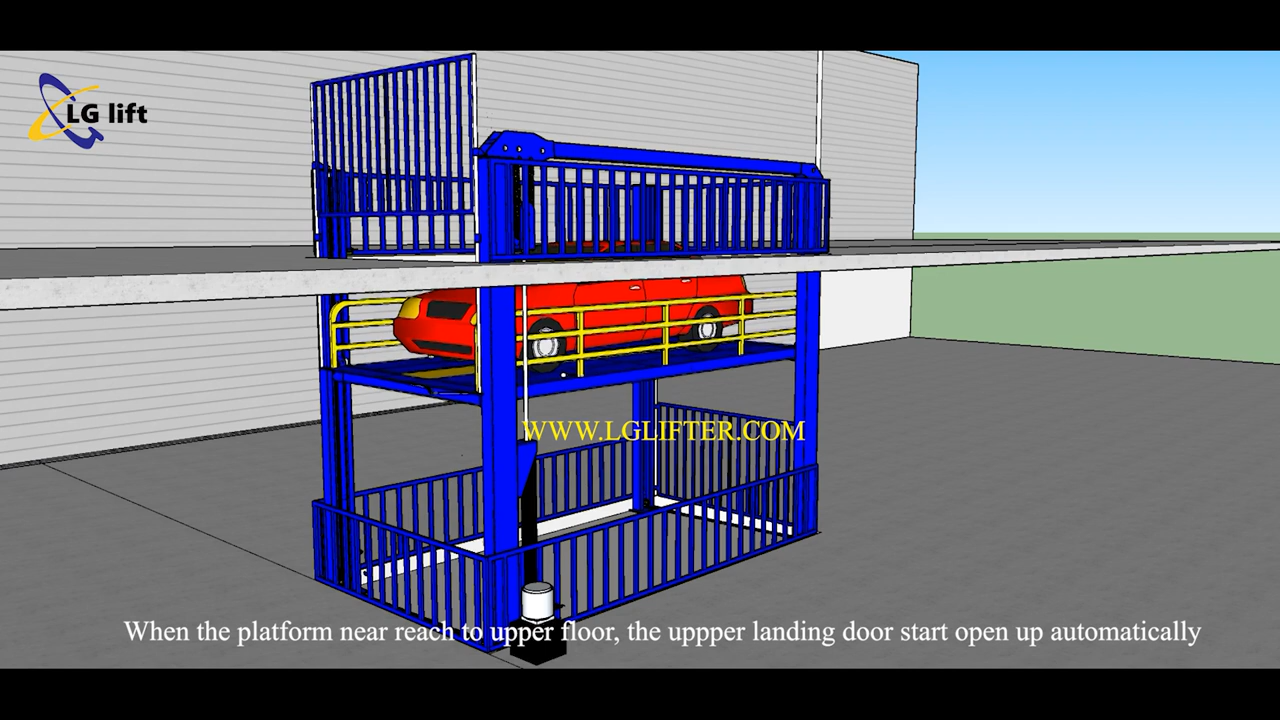 LG lift
WWW.LGLIFTER.COM
When the platform near reach to upper floor, the uppper landing door start open up automatically